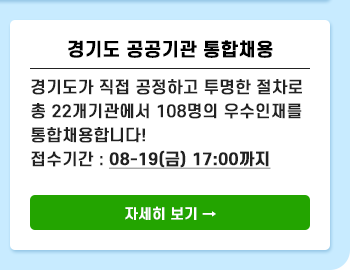 경기도 공공기관 통합채용
경기도가 직접 공정하고 투명한 절차로
총 22개기관에서 108명의 우수인재를
통합채용합니다!
접수기간 : 08-19(금) 17:00까지
자세히 보기 →